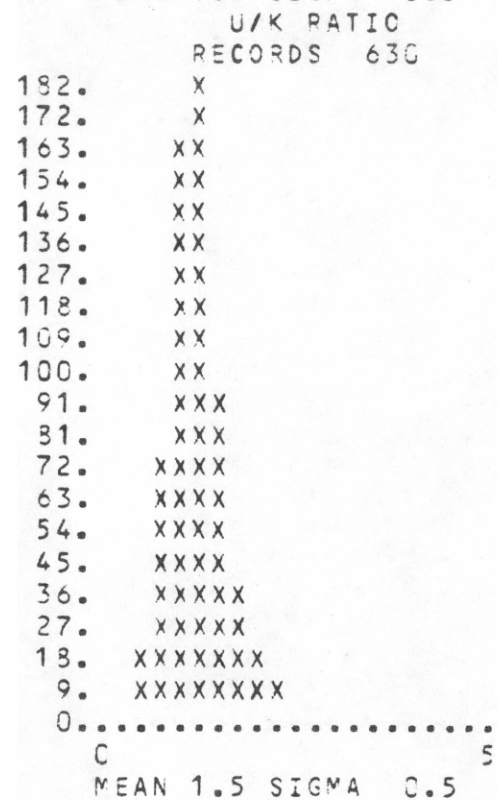 U/K RATIO
RECORDS 630
182. X
172. X
163. XX
154. XX
145. XX
136. XX
127. XX
118. XX
109. XX
100. XX
91. XXX
81. XXX
72. XXXX
63. XXXX
54. XXXX
45. XXXX
36. XXXXX
27. XXXXX
18. XXXXXXX
9. XXXXXXXX
0......................
0 5
MEAN 1.5 SIGMA 0.5